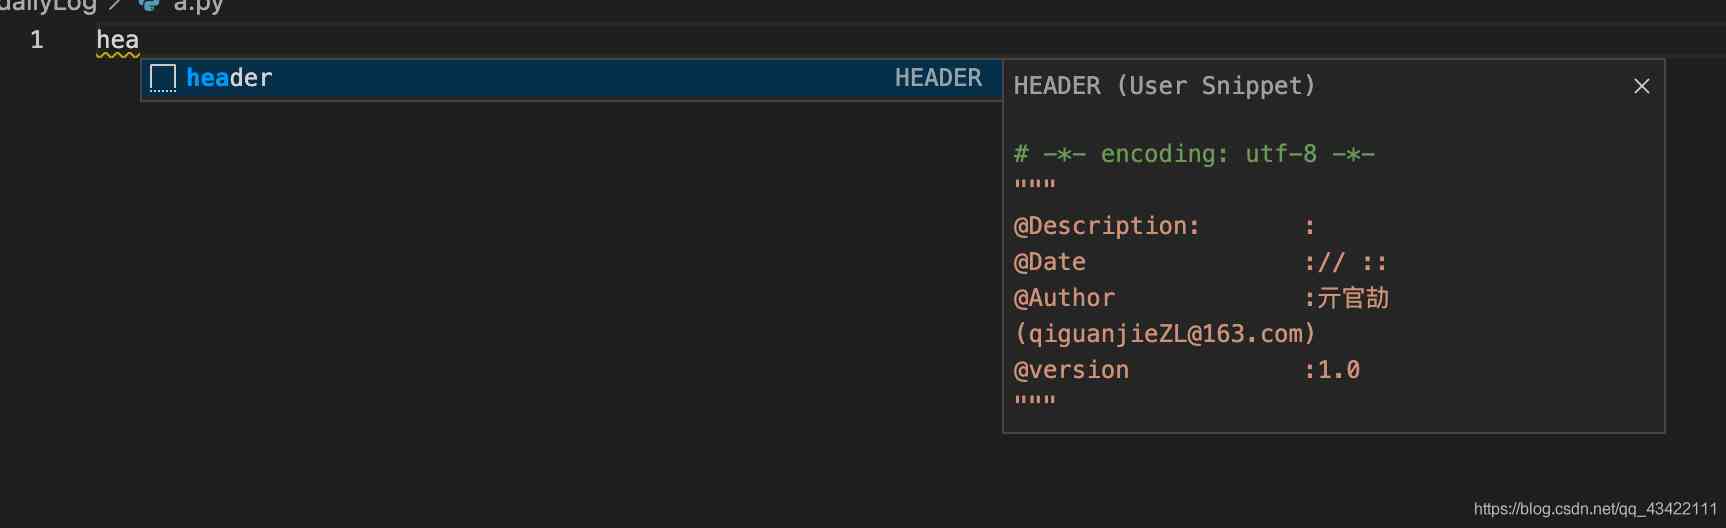 dailyLog > a.py
1 hea
header HEADER
HEADER (User Snippet)
# -*- encoding: utf-8 -*-
"""
@Description: :
@Date :// ::
@Author :亓官劼
(qiguanjieZL@163.com)
@version :1.0
"""
https://blog.csdn.net/qq_43422111